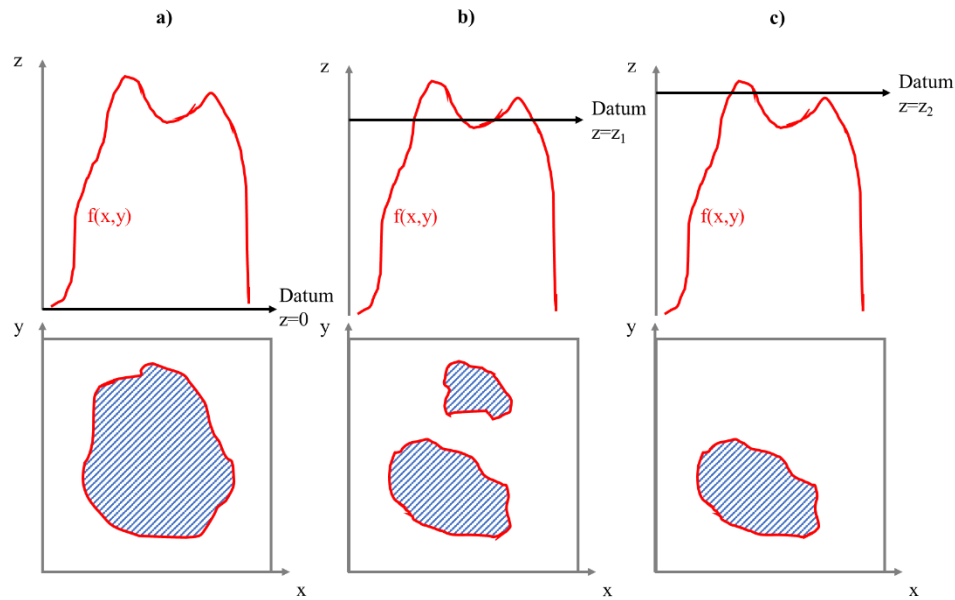 a)
z
f(x,y)
Datum
z=0
y
x
b)
z
Datum
z=z₁
f(x,y)
y
x
c)
z
Datum
z=z₂
f(x,y)
y
x